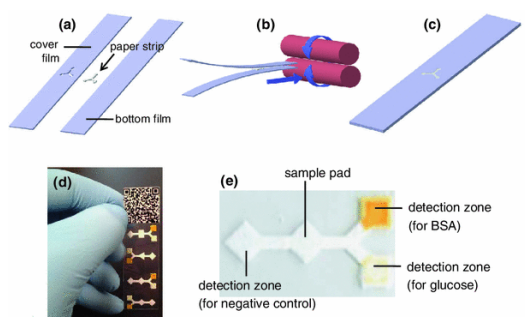 (a)
cover
film
paper strip
bottom film
(b)
(c)
(d)
(e)
sample pad
detection zone
(for BSA)
detection zone
(for glucose)
detection zone
(for negative control)